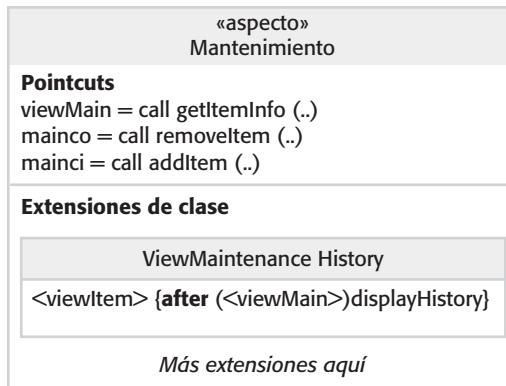 «aspecto»
Mantenimiento
Pointcuts
viewMain = call getItemInfo (..)
mainco = call removeItem (..)
mainci = call addItem (..)
Extensiones de clase
ViewMaintenance History
<viewItem> {after (<viewMain>)displayHistory}
Más extensiones aquí